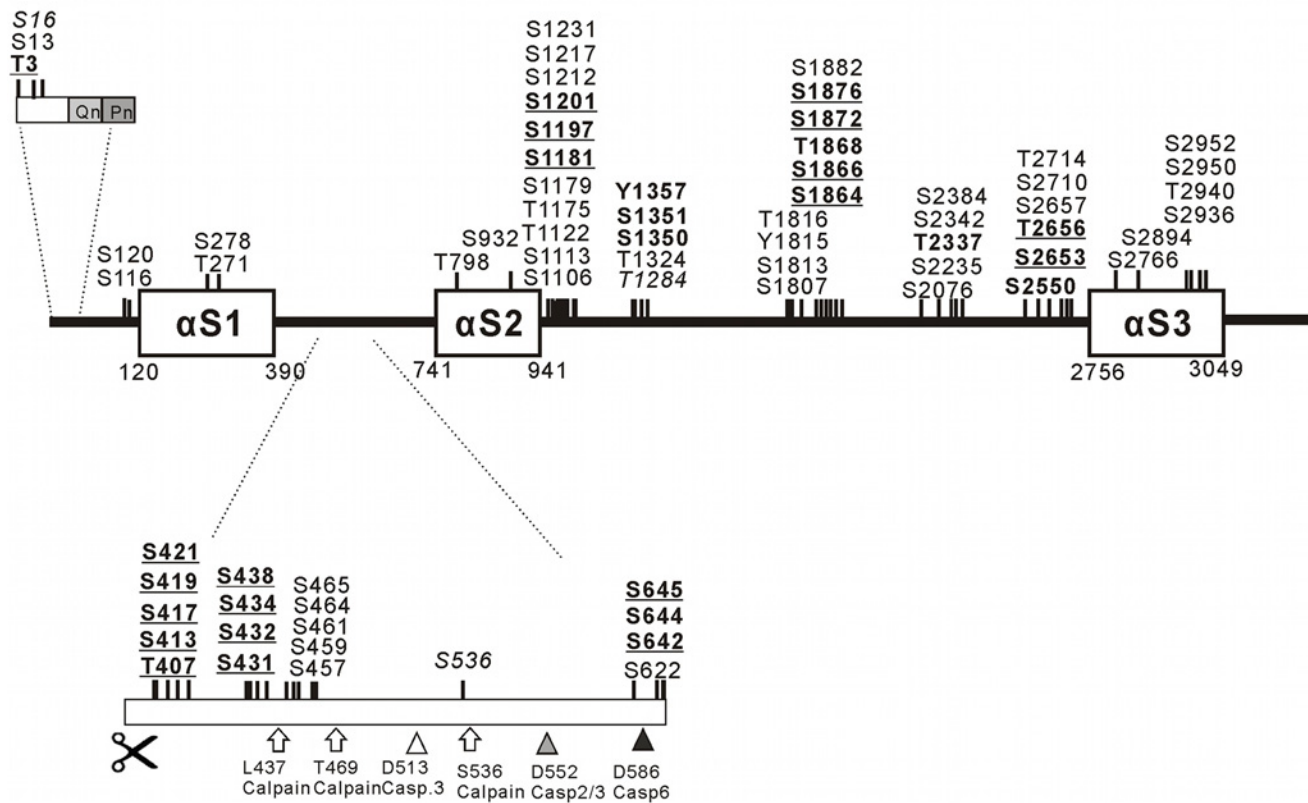 S16
S13
T3
Qn Pn
S120
S116
S278
T271
αS1
120
390
T798
S932
αS2
741
941
S1231
S1217
S1212
S1201
S1197
S1181
S1179
T1175
T1122
S1113
S1106
Y1357
S1351
S1350
T1324
T1284
S1882
S1876
S1872
T1868
S1866
S1864
T1816
Y1815
S1813
S1807
S2384
S2342
T2337
S2235
S2076
T2714
S2710
S2657
T2656
S2653
S2550
S2894
S2766
S2952
S2950
T2940
S2936
αS3
2756
3049
S421
S419
S417
S413
T407
S438
S434
S432
S431
S465
S464
S461
S459
S457
S536
S645
S644
S642
S622
L437
Calpain
T469
Calpain
D513
Casp.3
S536
Calpain
D552
Casp2/3
D586
Casp6